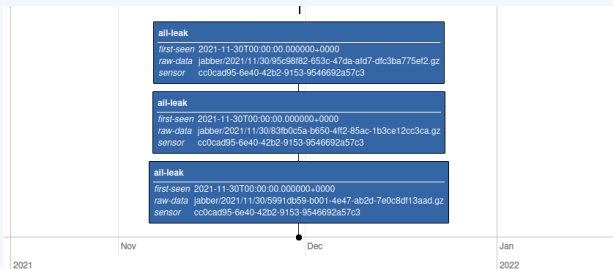 ail-leak
first-seen 2021-11-30T00:00:00.000000+0000
raw-data jabber/2021/11/30/95c98f82-653c-47da-afd7-dfc3ba775ef2.gz
sensor cc0cad95-6e40-42b2-9153-9546692a57c3
ail-leak
first-seen 2021-11-30T00:00:00.000000+0000
raw-data jabber/2021/11/30/83fb0c5a-b650-4ff2-85ac-1b3ce12cc3ca.gz
sensor cc0cad95-6e40-42b2-9153-9546692a57c3
ail-leak
first-seen 2021-11-30T00:00:00.000000+0000
raw-data jabber/2021/11/30/5991db59-b001-4e47-ab2d-7e0c8df13aad.gz
sensor cc0cad95-6e40-42b2-9153-9546692a57c3
Nov Dec Jan
2021 2022